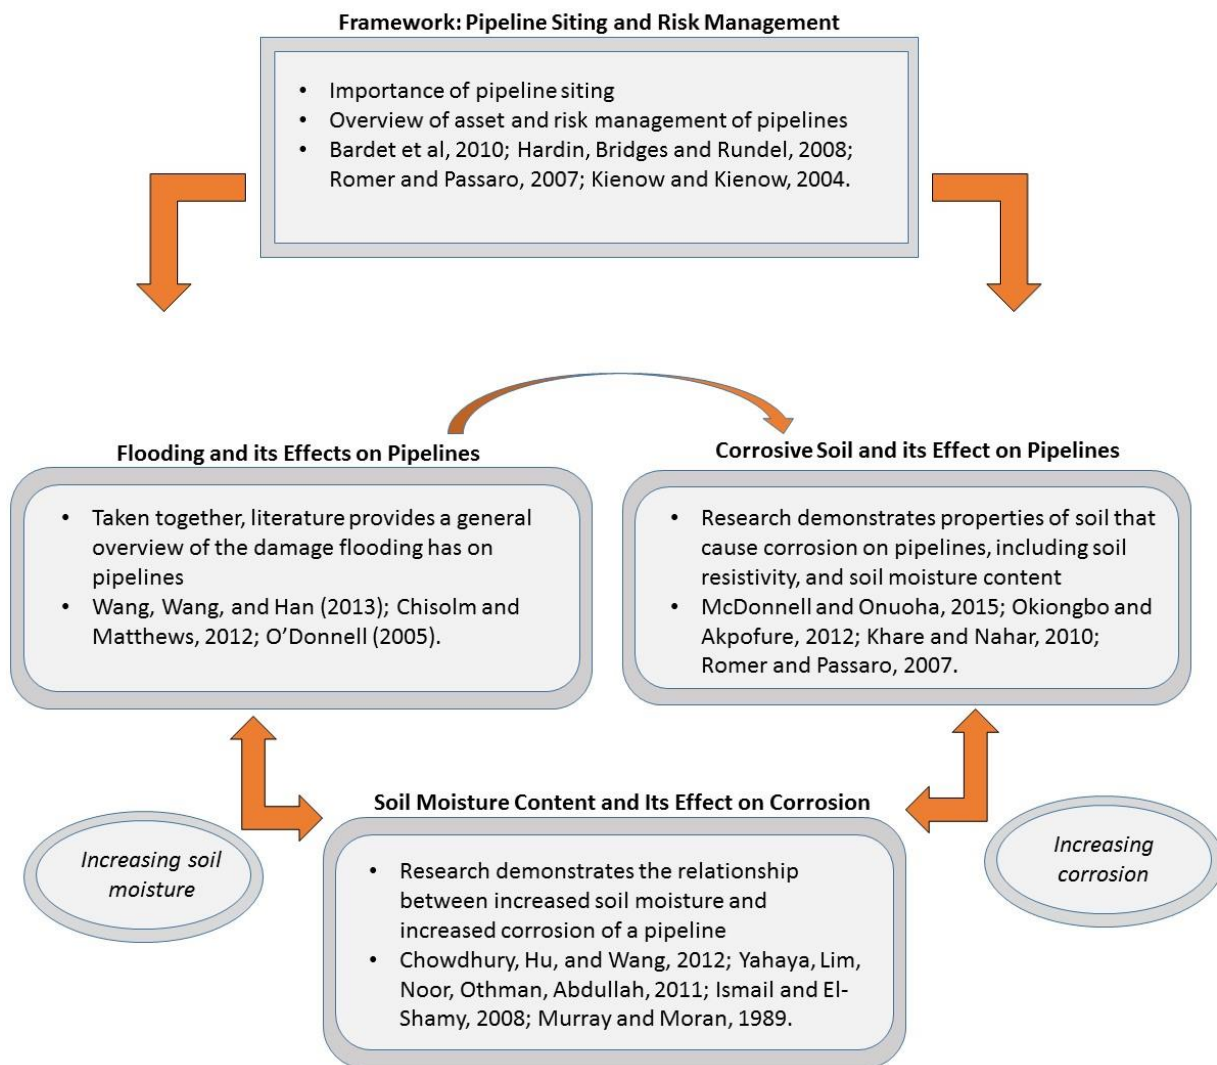 Framework: Pipeline Siting and Risk Management
• Importance of pipeline siting
• Overview of asset and risk management of pipelines
• Bardet et al, 2010; Hardin, Bridges and Rundel, 2008;
Romer and Passaro, 2007; Kienow and Kienow, 2004.
Flooding and its Effects on Pipelines
• Taken together, literature provides a general
overview of the damage flooding has on
pipelines
• Wang, Wang, and Han (2013); Chisolm and
Matthews, 2012; O’Donnell (2005).
Corrosive Soil and its Effect on Pipelines
• Research demonstrates properties of soil that
cause corrosion on pipelines, including soil
resistivity, and soil moisture content
• McDonnell and Onuoha, 2015; Okiongbo and
Akpofure, 2012; Khare and Nahar, 2010;
Romer and Passaro, 2007.
Increasing soil
moisture
Soil Moisture Content and Its Effect on Corrosion
• Research demonstrates the relationship
between increased soil moisture and
increased corrosion of a pipeline
• Chowdhury, Hu, and Wang, 2012; Yahaya, Lim,
Noor, Othman, Abdullah, 2011; Ismail and El-
Shamy, 2008; Murray and Moran, 1989.
Increasing
corrosion